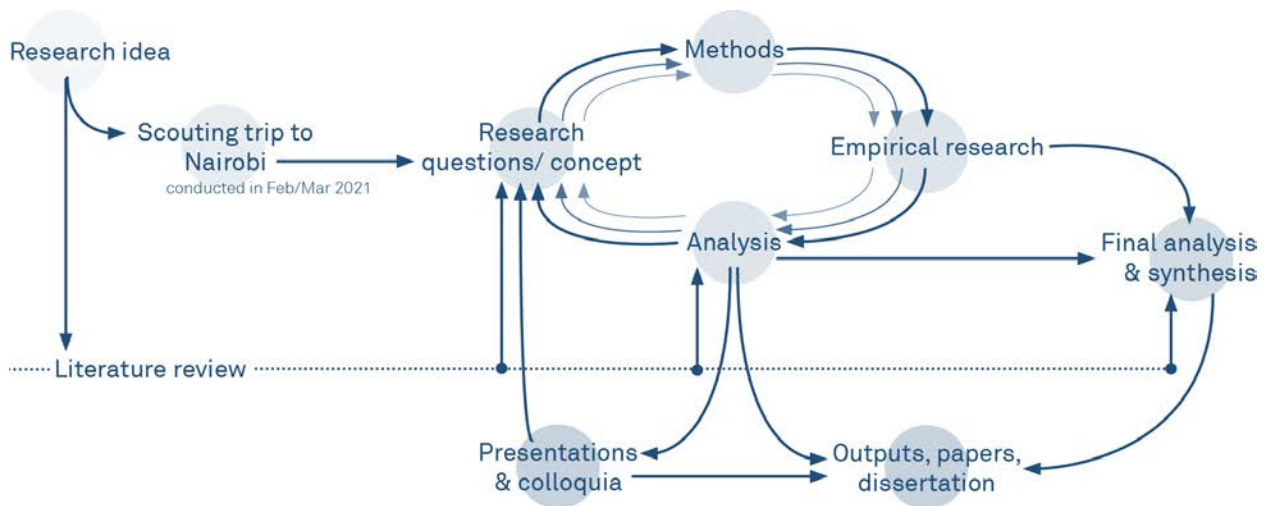 Research idea
Scouting trip to
Nairobi
conducted in Feb/Mar 2021
Research
questions/ concept
Methods
Empirical research
Analysis
Final analysis
& synthesis
Literature review
Presentations
& colloquia
Outputs, papers,
dissertation